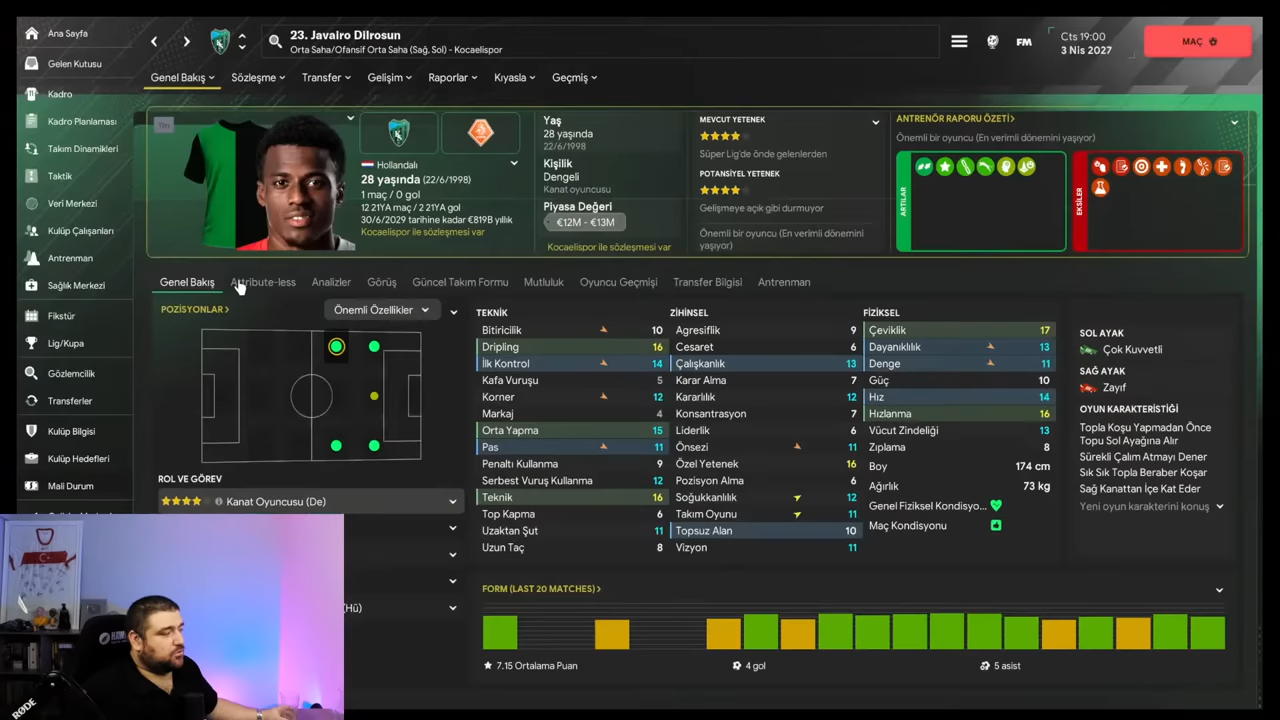 Ana Sayfa
Gelen Kutusu
Kadro
Kadro Planlaması
Takım Dinamikleri
Taktik
Veri Merkezi
Kulüp Çalışanları
Antrenman
Sağlık Merkezi
Fikstür
Lig/Kupa
Gözlemcilik
Transferler
Kulüp Bilgisi
Kulüp Hedefleri
Mali Durum
23. Javairo Dilrosun
Orta Saha/Ofansif Orta Saha (Sağ, Sol) - Kocaelispor
FM
Cts 19:00
3 Nis 2027
MAÇ
Genel Bakış
Sözleşme
Transfer
Gelişim
Raporlar
Kıyasla
Geçmiş
Hollandalı
28 yaşında (22/6/1998)
1 maç / 0 gol
12 21YA maç / 2 21YA gol
30/6/2029 tarihine kadar €819B yıllık
Kocaelispor ile sözleşmesi var
Yaş
28 yaşında
22/6/1998
Kişilik
Dengeli
Kanat oyuncusu
Piyasa Değeri
€12M - €13M
Kocaelispor ile sözleşmesi var
MEVCUT YETENEK
Süper Lig'de önde gelenlerden
POTANSİYEL YETENEK
Gelişmeye açık gibi durmuyor
Önemli bir oyuncu (En verimli dönemini
yaşıyor)
ANTRENÖR RAPORU ÖZETİ
Önemli bir oyuncu (En verimli dönemini yaşıyor)
ARTILAR
EKSİLER
Genel Bakış
Attribute-less
Analizler
Görüş
Güncel Takım Formu
Mutluluk
Oyuncu Geçmişi
Transfer Bilgisi
Antrenman
POZİSYONLAR
Önemli Özellikler
ROL VE GÖREV
Kanat Oyuncusu (De)
(Hü)
TEKNİK
Bitiricilik 10
Dripling 16
İlk Kontrol 14
Kafa Vuruşu 5
Korner 12
Markaj 4
Orta Yapma 15
Pas 11
Penaltı Kullanma 9
Serbest Vuruş Kullanma 12
Teknik 16
Top Kapma 6
Uzaktan Şut 11
Uzun Taç 8
ZİHİNSEL
Agresiflik 9
Cesaret 6
Çalışkanlık 13
Karar Alma 7
Kararlılık 12
Konsantrasyon 7
Liderlik 6
Önsezi 11
Özel Yetenek 16
Pozisyon Alma 6
Soğukkanlılık 12
Takım Oyunu 11
Topsuz Alan 10
Vizyon 11
FİZİKSEL
Çeviklik 17
Dayanıklılık 13
Denge 11
Güç 10
Hız 14
Hızlanma 16
Vücut Zindeliği 13
Zıplama 8
Boy 174 cm
Ağırlık 73 kg
Genel Fiziksel Kondisyo...
Maç Kondisyonu
SOL AYAK
Çok Kuvvetli
SAĞ AYAK
Zayıf
OYUN KARAKTERİSTİĞİ
Topla Koşu Yapmadan Önce
Topu Sol Ayağına Alır
Sürekli Çalım Atmayı Dener
Sık Sık Topla Beraber Koşar
Sağ Kanattan İçe Kat Eder
Yeni oyun karakterini konuş
FORM (LAST 20 MATCHES)
7.15 Ortalama Puan
4 gol
5 asist
RØDE